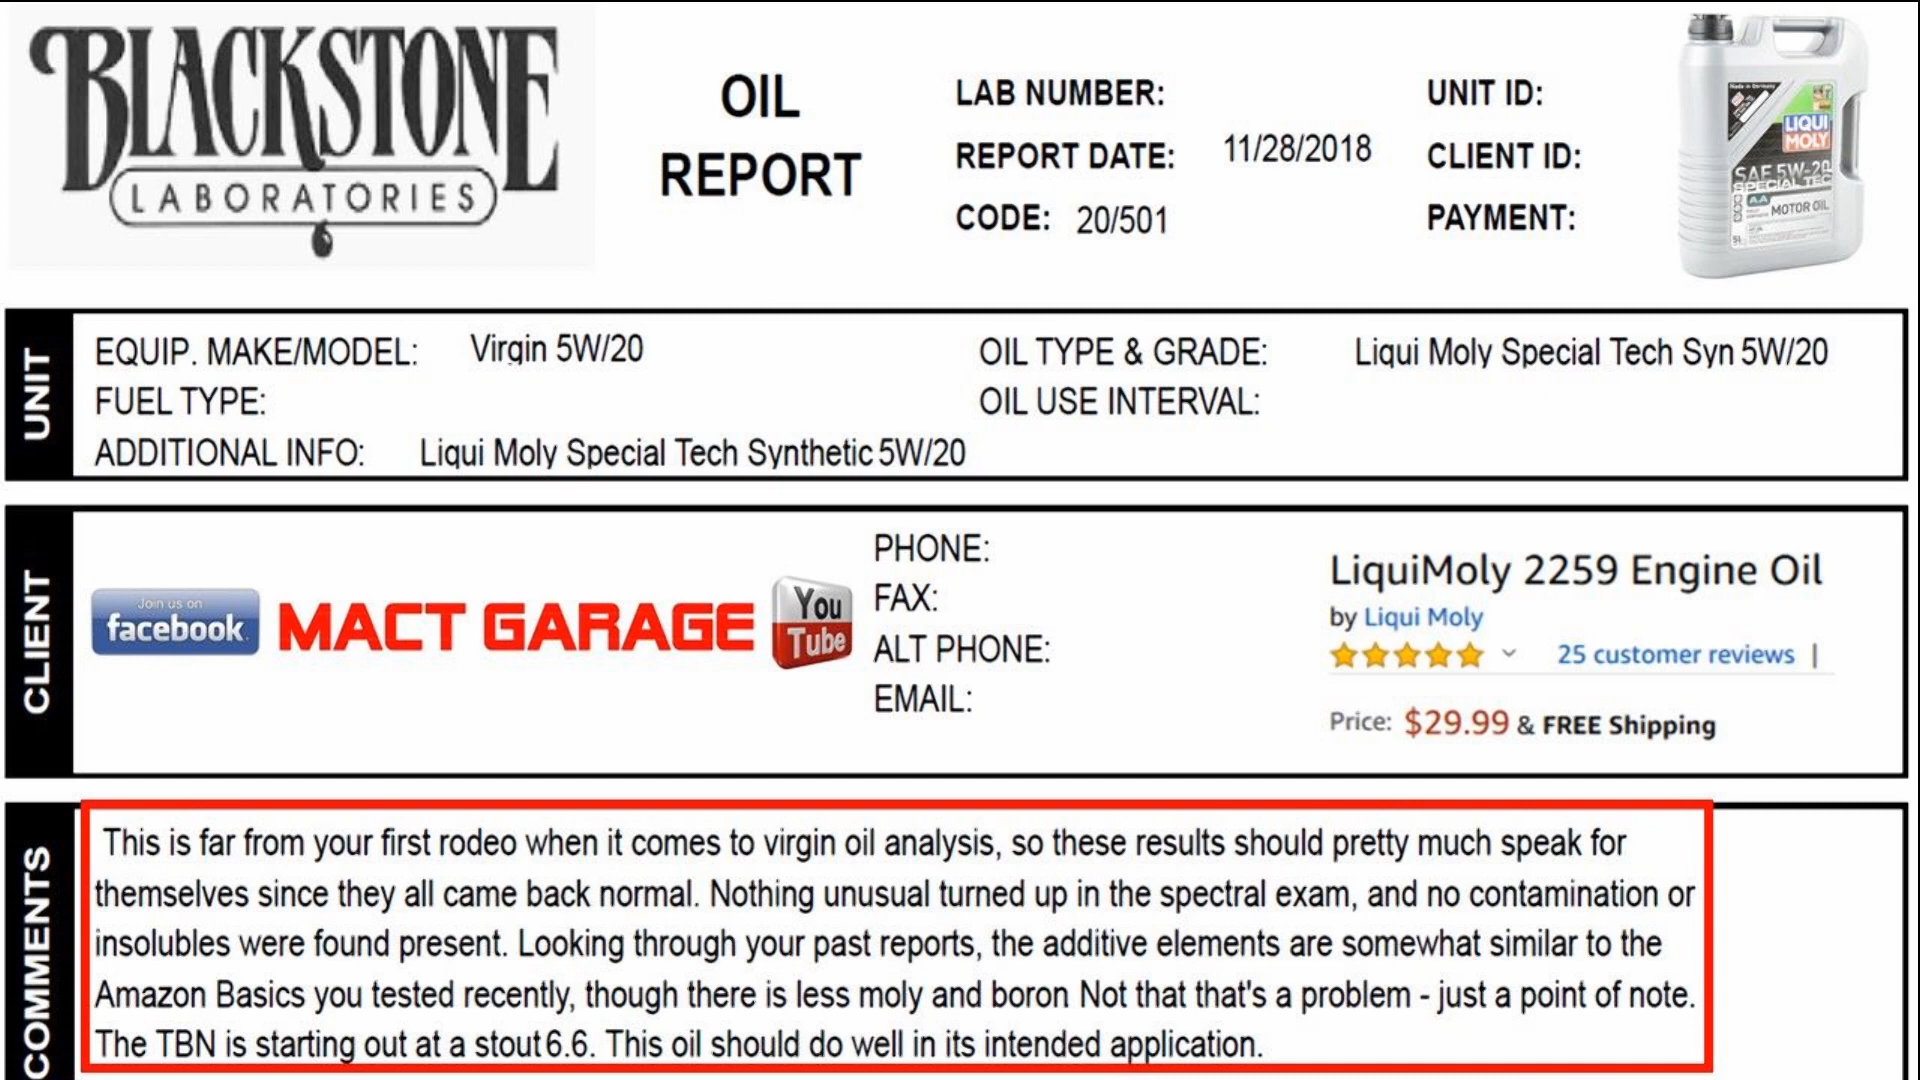 BLACKSTONE
LABORATORIES
OIL
REPORT
LAB NUMBER:
REPORT DATE: 11/28/2018
CODE: 20/501
UNIT ID:
CLIENT ID:
PAYMENT:
Made in Germany
LIQUI
MOLY
SAE 5W-20
SPECIAL TEC
AA
MOTOR OIL
5L
UNIT
EQUIP. MAKE/MODEL: Virgin 5W/20
FUEL TYPE:
ADDITIONAL INFO: Liqui Moly Special Tech Synthetic 5W/20
OIL TYPE & GRADE: Liqui Moly Special Tech Syn 5W/20
OIL USE INTERVAL:
CLIENT
Join us on
facebook
MACT GARAGE
You
Tube
PHONE:
FAX:
ALT PHONE:
EMAIL:
LiquiMoly 2259 Engine Oil
by Liqui Moly
25 customer reviews |
Price: $29.99 & FREE Shipping
COMMENTS
This is far from your first rodeo when it comes to virgin oil analysis, so these results should pretty much speak for
themselves since they all came back normal. Nothing unusual turned up in the spectral exam, and no contamination or
insolubles were found present. Looking through your past reports, the additive elements are somewhat similar to the
Amazon Basics you tested recently, though there is less moly and boron Not that that's a problem - just a point of note.
The TBN is starting out at a stout 6.6. This oil should do well in its intended application.